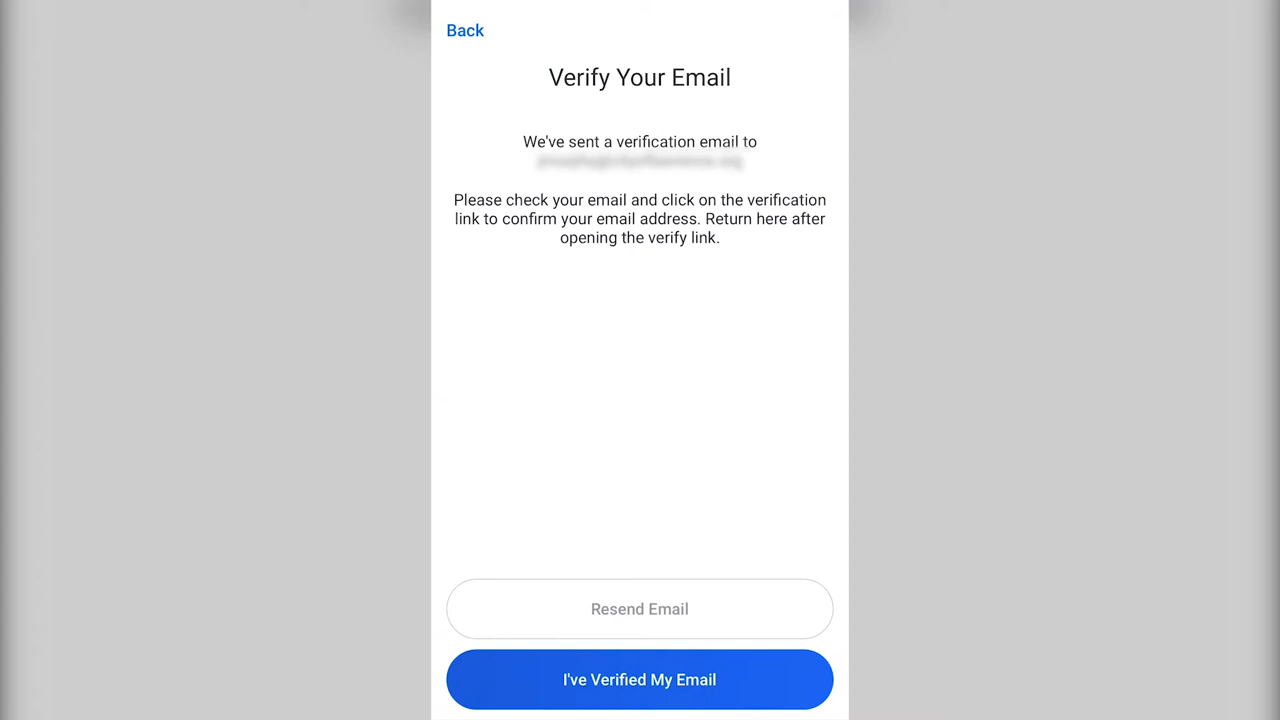 Back
Verify Your Email
We've sent a verification email to
Please check your email and click on the verification
link to confirm your email address. Return here after
opening the verify link.
Resend Email
I've Verified My Email